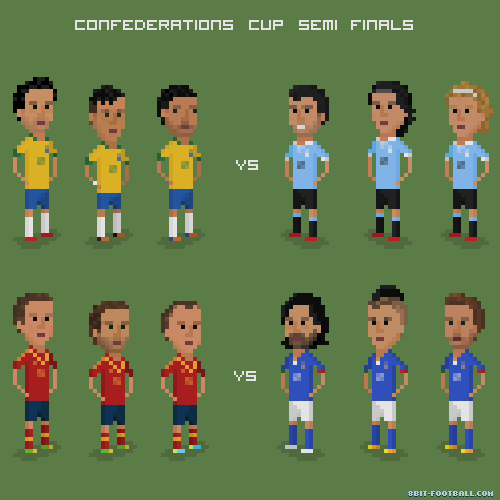 CONFEDERATIONS CUP SEMI FINALS
VS
VS
8BIT-FOOTBALL.COM